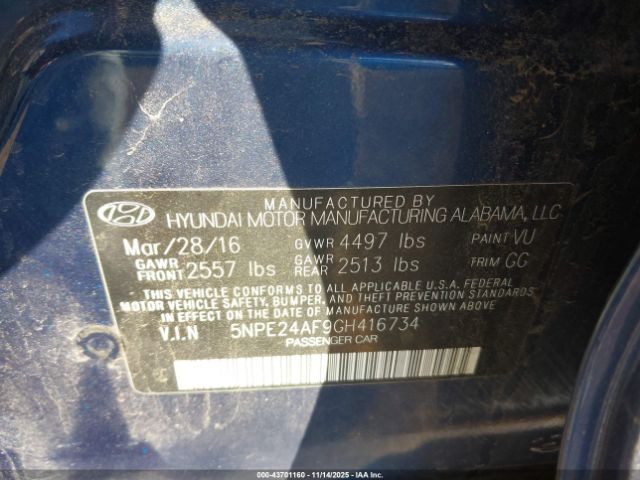 MANUFACTURED BY
HYUNDAI MOTOR MANUFACTURING ALABAMA, LLC
Mar/28/16 GVWR 4497 lbs PAINT VU
GAWR FRONT 2557 lbs GAWR REAR 2513 lbs TRIM GG
THIS VEHICLE CONFORMS TO ALL APPLICABLE U.S.A. FEDERAL
MOTOR VEHICLE SAFETY, BUMPER, AND THEFT PREVENTION STANDARDS
IN EFFECT ON THE DATE OF MANUFACTURE SHOWN ABOVE.
V.I.N 5NPE24AF9GH416734
PASSENGER CAR
000-43701160 - 11/14/2025 - IAA Inc.